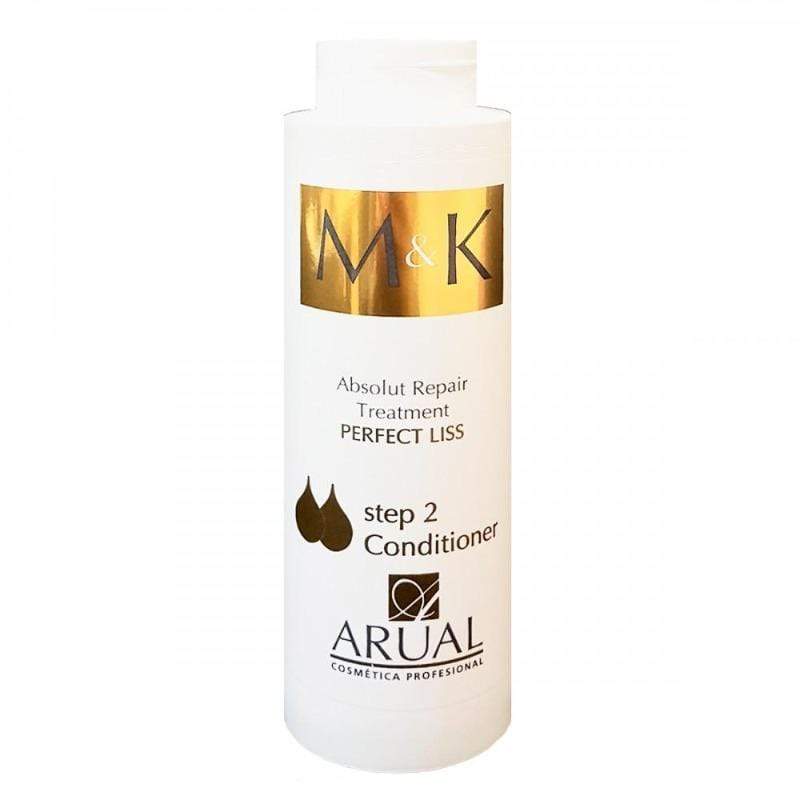 M&K
Absolut Repair
Treatment
PERFECT LISS
step 2
Conditioner
ARUAL
COSMÉTICA PROFESIONAL